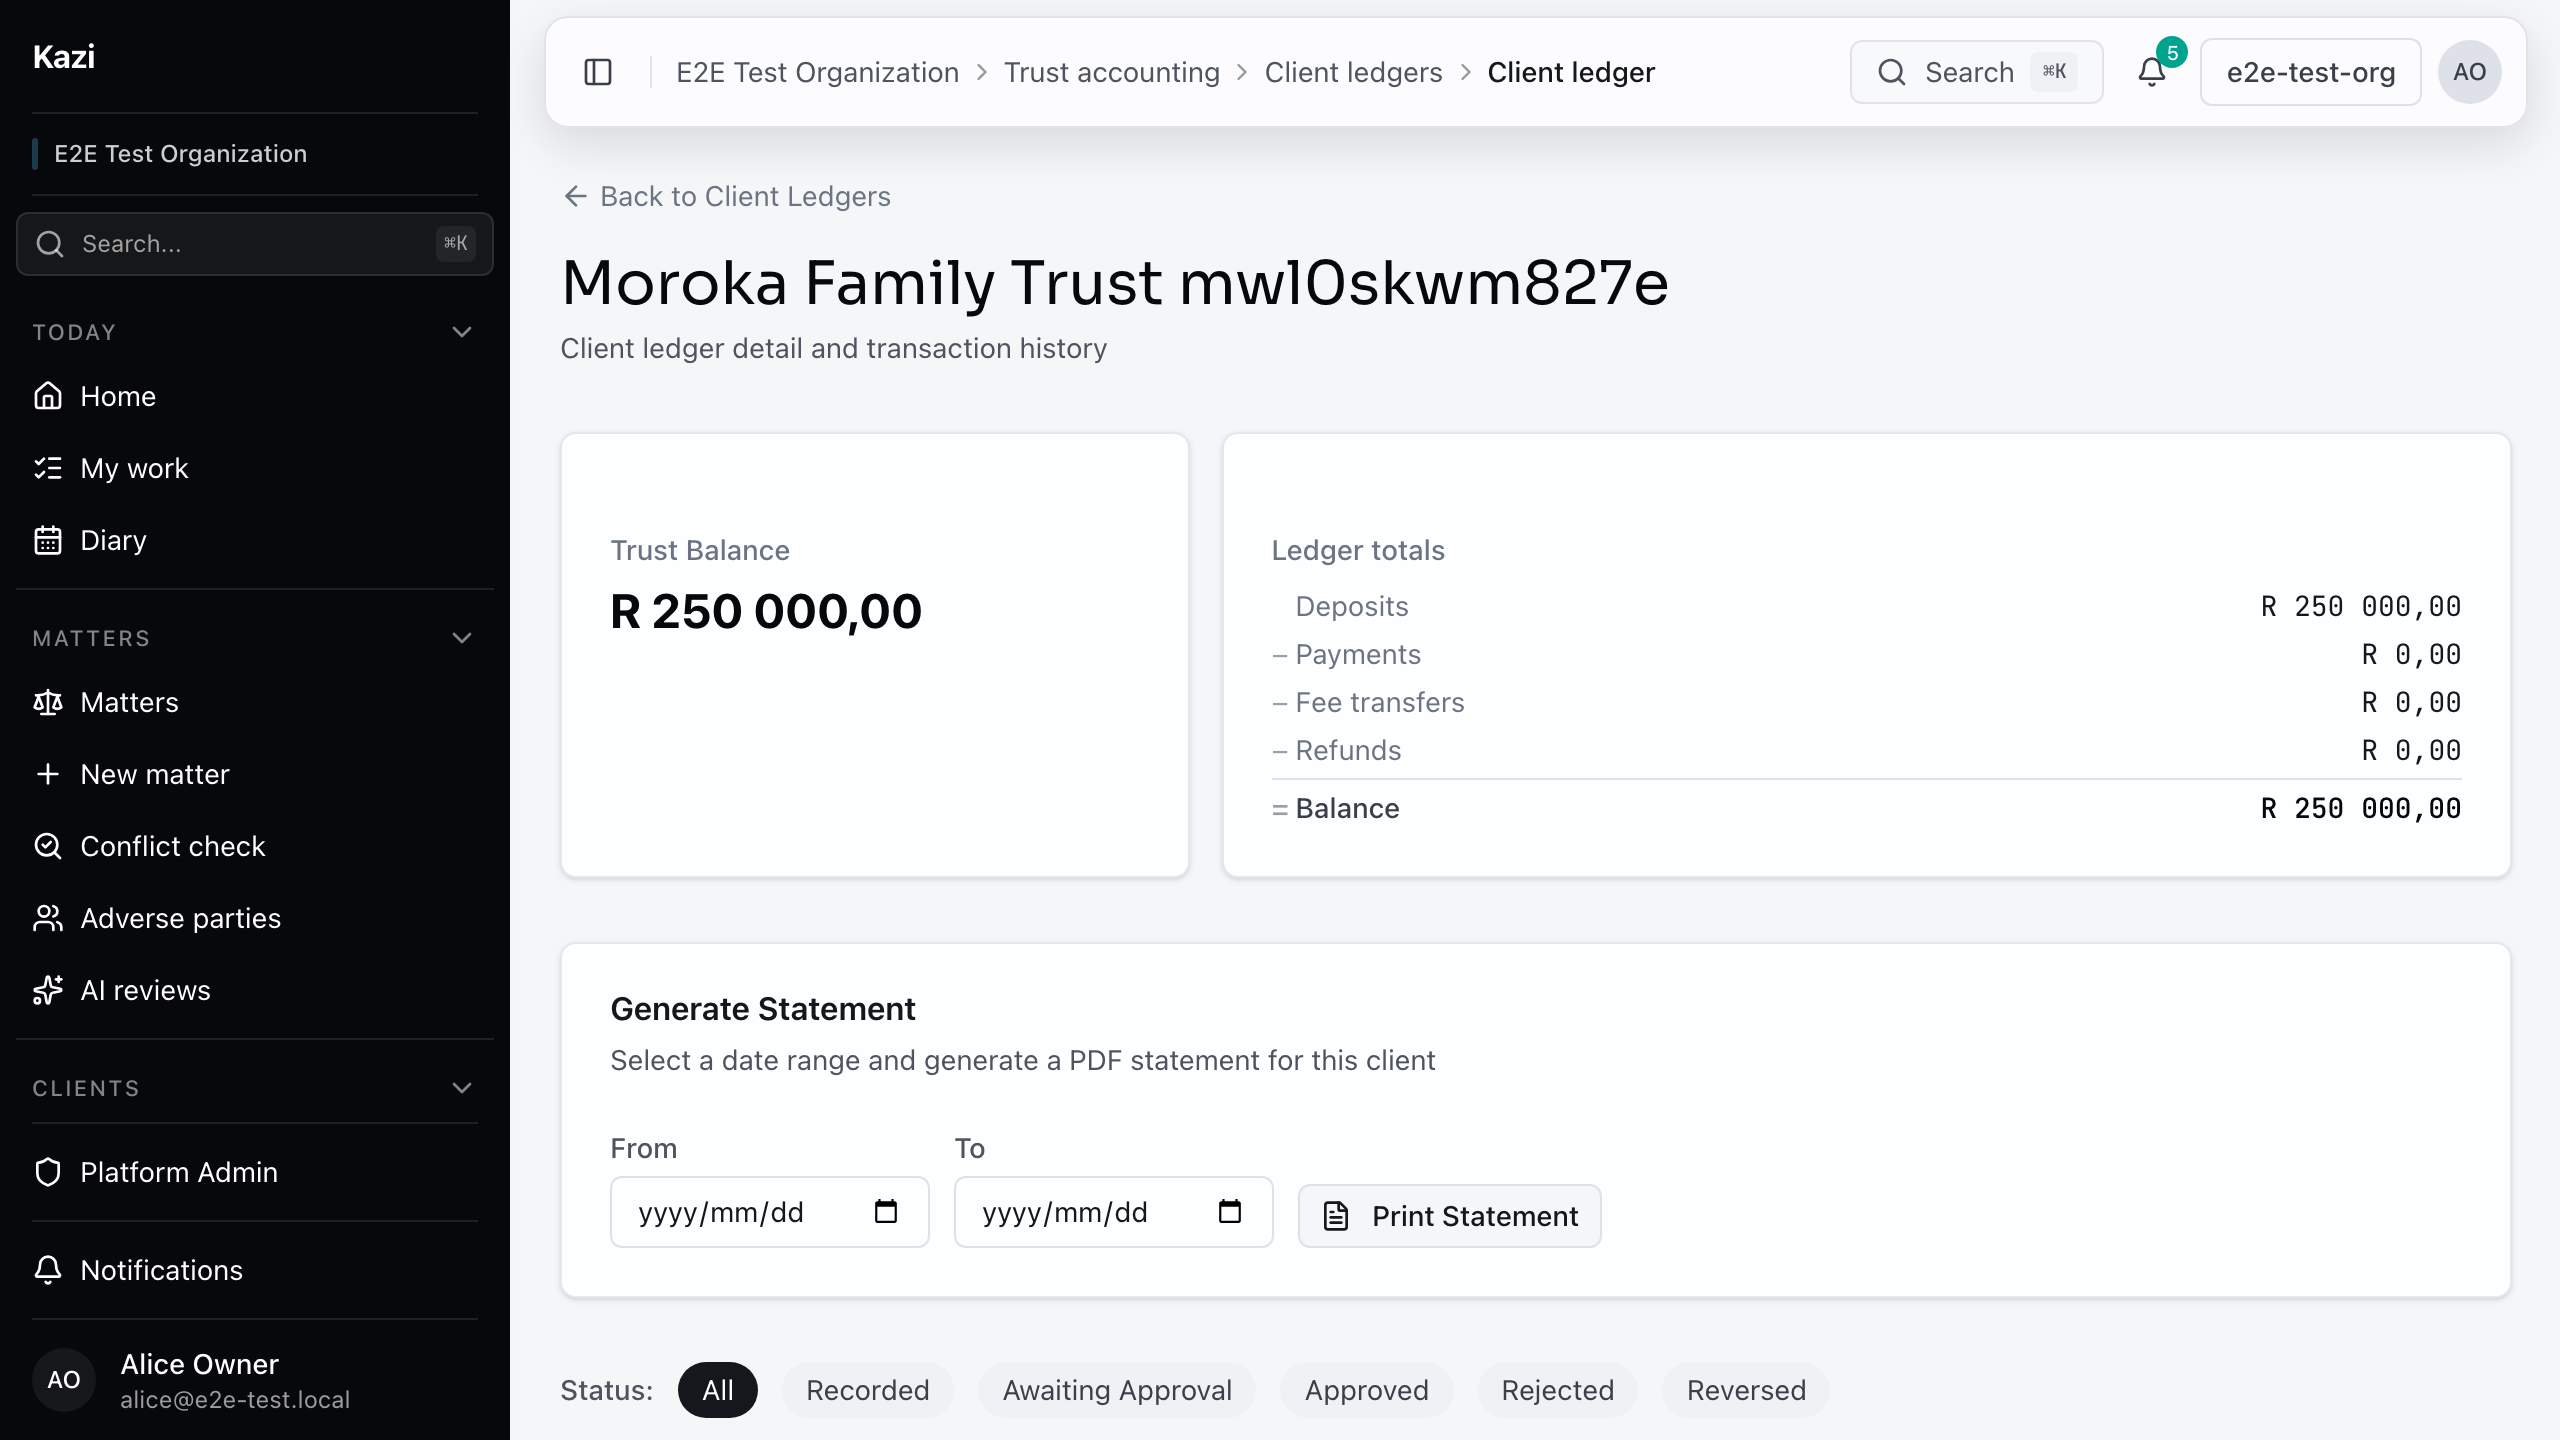 Kazi
E2E Test Organization
Search...
⌘K
TODAY
Home
My work
Diary
MATTERS
Matters
New matter
Conflict check
Adverse parties
AI reviews
CLIENTS
Platform Admin
Notifications
AO
Alice Owner
alice@e2e-test.local
E2E Test Organization > Trust accounting > Client ledgers > Client ledger
Search ⌘K
5
e2e-test-org
AO
← Back to Client Ledgers
Moroka Family Trust mwl0skwm827e
Client ledger detail and transaction history
Trust Balance
R 250 000,00
Ledger totals
Deposits R 250 000,00
– Payments R 0,00
– Fee transfers R 0,00
– Refunds R 0,00
= Balance R 250 000,00
Generate Statement
Select a date range and generate a PDF statement for this client
From To
yyyy/mm/dd yyyy/mm/dd Print Statement
Status: All Recorded Awaiting Approval Approved Rejected Reversed